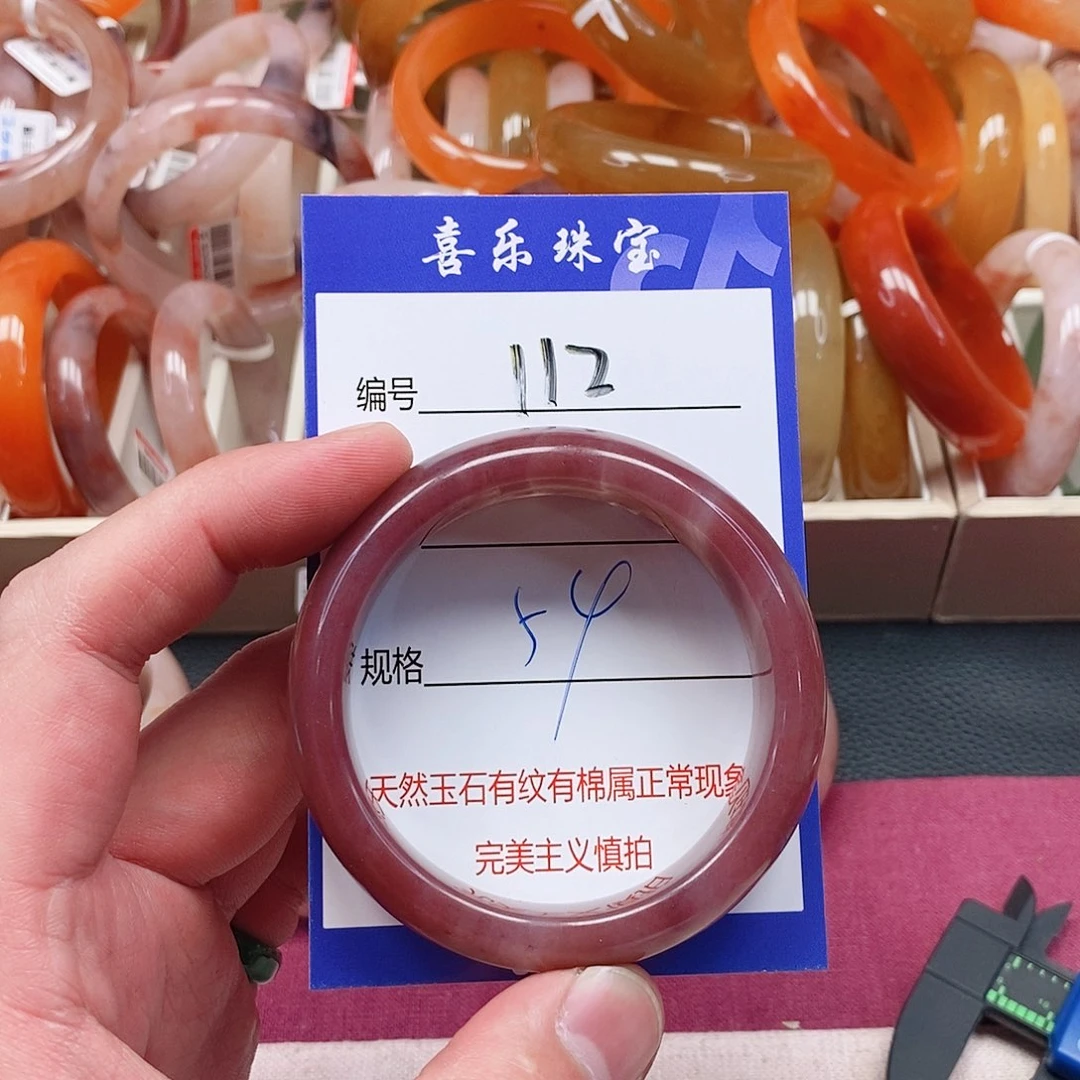 喜乐珠宝
编号 112
规格 54
天然玉石有纹有棉属正常现象
完美主义慎拍